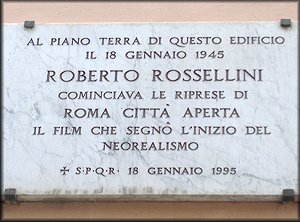 AL PIANO TERRA DI QUESTO EDIFICIO
IL 18 GENNAIO 1945
ROBERTO ROSSELLINI
COMINCIAVA LE RIPRESE DI
ROMA CITTÀ APERTA
IL FILM CHE SEGNÒ L'INIZIO DEL
NEOREALISMO
✠ S·P·Q·R· 18 GENNAIO 1995